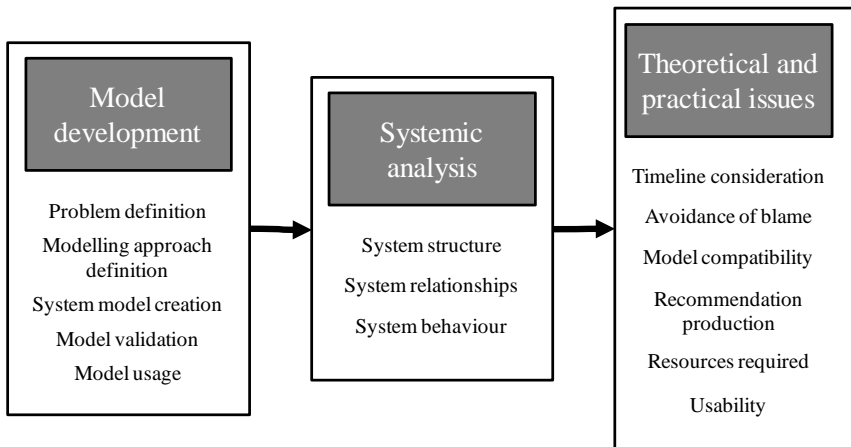 Model
development
Problem definition
Modelling approach
definition
System model creation
Model validation
Model usage
Systemic
analysis
System structure
System relationships
System behaviour
Theoretical and
practical issues
Timeline consideration
Avoidance of blame
Model compatibility
Recommendation
production
Resources required
Usability